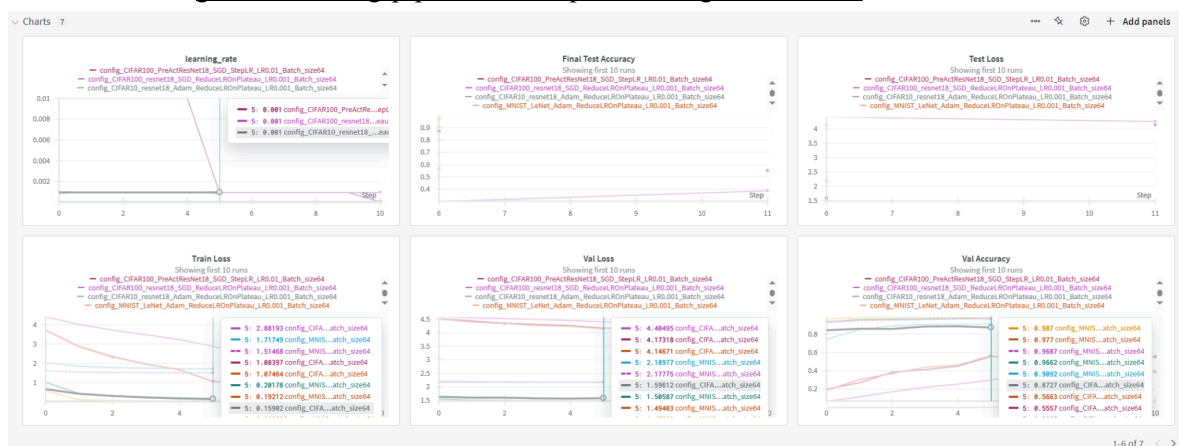 Charts 7
Add panels
learning_rate
config_CIFAR100_PreActResNet18_SGD_StepLR_LR0.01_Batch_size64
config_CIFAR100_resnet18_SGD_ReduceLROnPlateau_LR0.001_Batch_size64
config_CIFAR10_resnet18_Adam_ReduceLROnPlateau_LR0.001_Batch_size64
0.01
0.008
0.006
0.004
0.002
5: 0.001 config_CIFAR100_PreActRe...epL
5: 0.001 config_CIFAR100_resnet18...eau
5: 0.001 config_CIFAR10_resnet18_...eau
Step
0 2 4 6 8 10
Final Test Accuracy
Showing first 10 runs
config_CIFAR100_PreActResNet18_SGD_StepLR_LR0.01_Batch_size64
config_CIFAR100_resnet18_SGD_ReduceLROnPlateau_LR0.001_Batch_size64
config_CIFAR10_resnet18_Adam_ReduceLROnPlateau_LR0.001_Batch_size64
config_MNIST_LeNet_Adam_ReduceLROnPlateau_LR0.001_Batch_size64
0.9
0.8
0.7
0.6
0.5
0.4
Step
6 7 8 9 10 11
Test Loss
Showing first 10 runs
config_CIFAR100_PreActResNet18_SGD_StepLR_LR0.01_Batch_size64
config_CIFAR100_resnet18_SGD_ReduceLROnPlateau_LR0.001_Batch_size64
config_CIFAR10_resnet18_Adam_ReduceLROnPlateau_LR0.001_Batch_size64
config_MNIST_LeNet_Adam_ReduceLROnPlateau_LR0.001_Batch_size64
4
3.5
3
2.5
2
1.5
Step
6 7 8 9 10 11
Train Loss
Showing first 10 runs
config_CIFAR100_PreActResNet18_SGD_StepLR_LR0.01_Batch_size64
config_CIFAR100_resnet18_SGD_ReduceLROnPlateau_LR0.001_Batch_size64
config_CIFAR10_resnet18_Adam_ReduceLROnPlateau_LR0.001_Batch_size64
config_MNIST_LeNet_Adam_ReduceLROnPlateau_LR0.001_Batch_size64
4
3
2
1
5: 2.88193 config_CIFA...atch_size64
5: 1.71749 config_MNIS...atch_size64
5: 1.51468 config_MNIS...atch_size64
5: 1.08397 config_CIFA...atch_size64
5: 1.07464 config_CIFA...atch_size64
5: 0.20178 config_MNIS...atch_size64
5: 0.19212 config_MNIS...atch_size64
5: 0.15902 config_CIFA...atch_size64
0 2 4
Val Loss
Showing first 10 runs
config_CIFAR100_PreActResNet18_SGD_StepLR_LR0.01_Batch_size64
config_CIFAR100_resnet18_SGD_ReduceLROnPlateau_LR0.001_Batch_size64
config_CIFAR10_resnet18_Adam_ReduceLROnPlateau_LR0.001_Batch_size64
config_MNIST_LeNet_Adam_ReduceLROnPlateau_LR0.001_Batch_size64
4.5
4
3.5
3
2.5
2
1.5
5: 4.40495 config_CIFA...atch_size64
5: 4.17318 config_CIFA...atch_size64
5: 4.14671 config_CIFA...atch_size64
5: 2.18977 config_MNIS...atch_size64
5: 2.17775 config_MNIS...atch_size64
5: 1.59612 config_CIFA...atch_size64
5: 1.50587 config_MNIS...atch_size64
5: 1.49403 config_MNIS...atch_size64
0 2 4
Val Accuracy
Showing first 10 runs
config_CIFAR100_PreActResNet18_SGD_StepLR_LR0.01_Batch_size64
config_CIFAR100_resnet18_SGD_ReduceLROnPlateau_LR0.001_Batch_size64
config_CIFAR10_resnet18_Adam_ReduceLROnPlateau_LR0.001_Batch_size64
config_MNIST_LeNet_Adam_ReduceLROnPlateau_LR0.001_Batch_size64
0.8
0.6
0.4
0.2
5: 0.987 config_MNIS...atch_size64
5: 0.977 config_MNIS...atch_size64
5: 0.9687 config_MNIS...atch_size64
5: 0.9662 config_MNIS...atch_size64
5: 0.9092 config_MNIS...atch_size64
5: 0.8727 config_CIFA...atch_size64
5: 0.5663 config_CIFA...atch_size64
5: 0.5557 config_CIFA...atch_size64
0 2 4 10
1-6 of 7